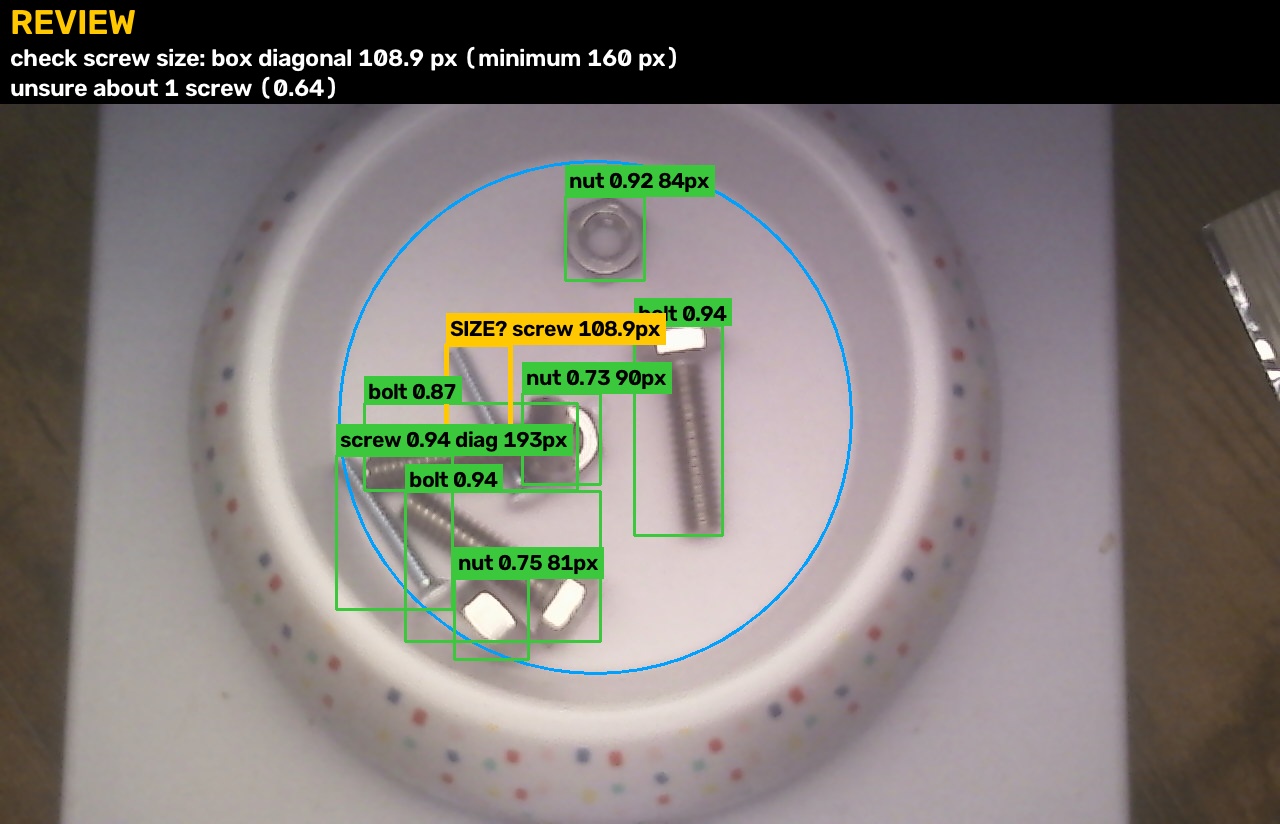 REVIEW
check screw size: box diagonal 108.9 px (minimum 160 px)
unsure about 1 screw (0.64)
nut 0.92 84px
bolt 0.94
SIZE? screw 108.9px
nut 0.73 90px
bolt 0.87
screw 0.94 diag 193px
bolt 0.94
nut 0.75 81px